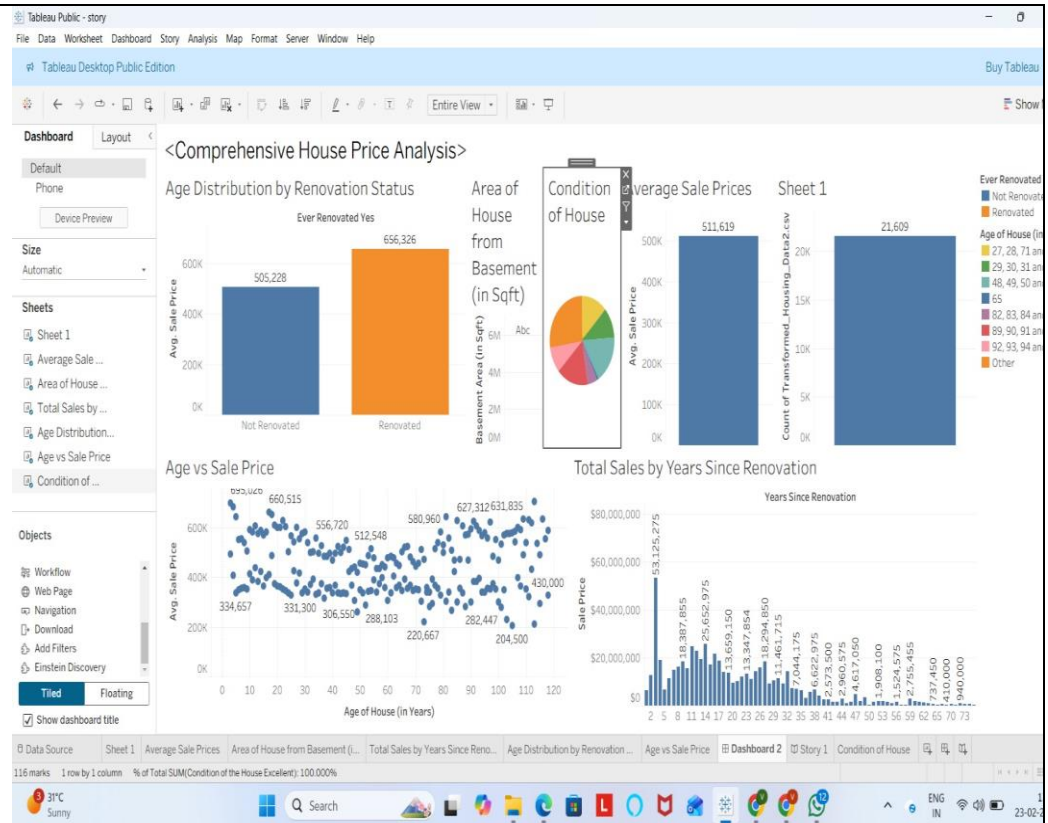 Tableau Public - story
File Data Worksheet Dashboard Story Analysis Map Format Server Window Help
Tableau Desktop Public Edition
Buy Tableau
Entire View
Show
Dashboard
Layout
Default
Phone
Device Preview
Size
Automatic
Sheets
Sheet 1
Average Sale ...
Area of House ...
Total Sales by ...
Age Distribution...
Age vs Sale Price
Condition of ...
Objects
Workflow
Web Page
Navigation
Download
Add Filters
Einstein Discovery
Tiled
Floating
Show dashboard title
<Comprehensive House Price Analysis>
Age Distribution by Renovation Status
Ever Renovated Yes
505,228
656,326
600K
400K
200K
0K
Avg. Sale Price
Not Renovated
Renovated
Area of
House
from
Basement
(in Sqft)
Basement Area (in Sqft)
6M
4M
2M
0M
Abc
Condition
of House
verage Sale Prices
511,619
500K
400K
300K
200K
100K
0K
Avg. Sale Price
Sheet 1
21,609
20K
15K
10K
5K
0K
Count of Transformed_Housing_Data2.csv
Ever Renovated
Not Renovate
Renovated
Age of House (in
27, 28, 71 an
29, 30, 31 an
48, 49, 50 an
65
82, 83, 84 an
89, 90, 91 an
92, 93, 94 an
Other
Age vs Sale Price
695,026
660,515
556,720
512,548
580,960
627,312
631,835
334,657
331,300
306,550
288,103
220,667
282,447
204,500
430,000
600K
400K
200K
0K
Avg. Sale Price
0 10 20 30 40 50 60 70 80 90 100 110 120
Age of House (in Years)
Total Sales by Years Since Renovation
Years Since Renovation
$80,000,000
$60,000,000
$40,000,000
$20,000,000
$0
Sale Price
53,125,275
18,387,855
25,652,975
13,659,150
13,347,854
18,294,850
11,461,715
7,044,175
6,622,975
2,573,500
2,960,575
4,617,050
1,908,100
1,524,575
2,755,455
737,450
410,000
940,000
2 5 8 11 14 17 20 23 26 29 32 35 38 41 44 47 50 53 56 59 62 65 70 73
Data Source
Sheet 1
Average Sale Prices
Area of House from Basement (i...
Total Sales by Years Since Reno...
Age Distribution by Renovation ...
Age vs Sale Price
Dashboard 2
Story 1
Condition of House
116 marks 1 row by 1 column % of Total SUM(Condition of the House Excellent): 100.000%
3
31°C
Sunny
Search
L
V
V
12
ENG
IN
1
23-02-2